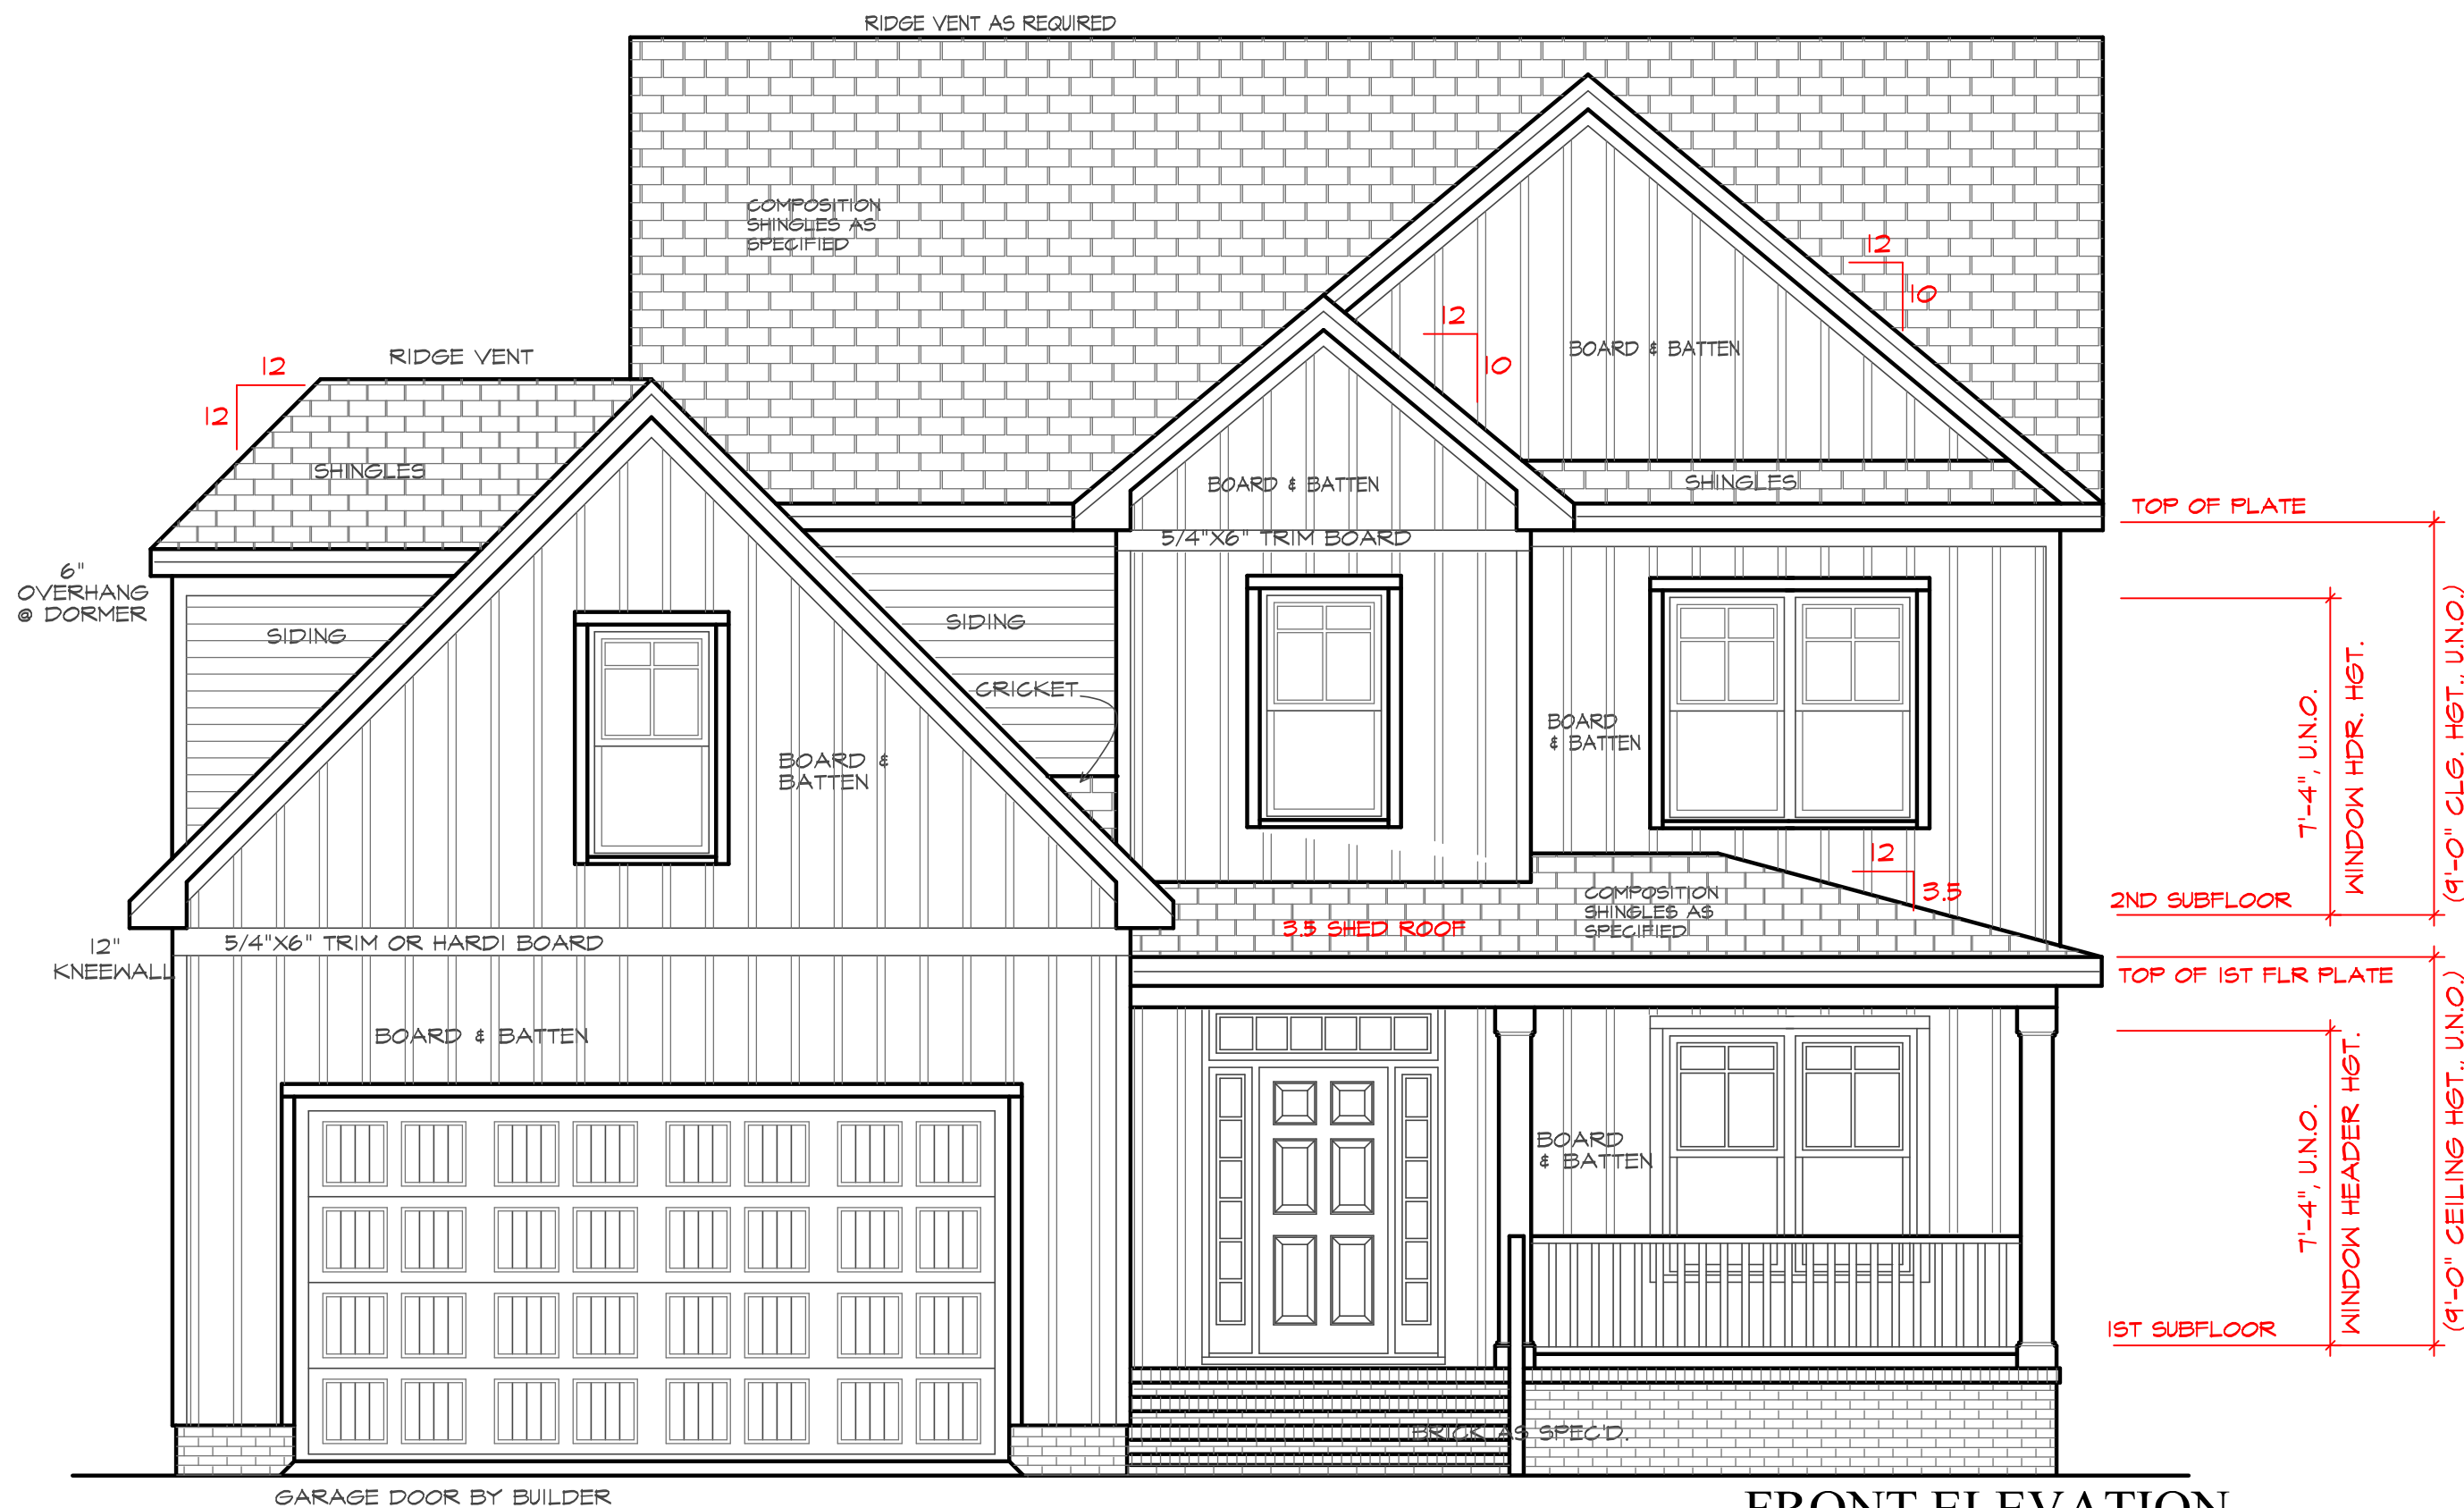 RIDGE VENT AS REQUIRED
COMPOSITION
SHINGLES AS
SPECIFIED
12
10
12
10
BOARD & BATTEN
RIDGE VENT
12
12
SHINGLES
BOARD & BATTEN
SHINGLES
TOP OF PLATE
5/4"X6" TRIM BOARD
6"
OVERHANG
@ DORMER
SIDING
SIDING
CRICKET
BOARD
& BATTEN
BOARD &
BATTEN
7'-4", U.N.O.
WINDOW HDR. HGT.
(9'-0" CLG. HGT., U.N.O.)
12
3.5
COMPOSITION
SHINGLES AS
SPECIFIED
2ND SUBFLOOR
3.5 SHED ROOF
12"
KNEEWALL
5/4"X6" TRIM OR HARDI BOARD
TOP OF 1ST FLR PLATE
BOARD & BATTEN
BOARD
& BATTEN
7'-4", U.N.O.
WINDOW HEADER HGT.
(9'-0" CEILING HGT., U.N.O.)
1ST SUBFLOOR
BRICK AS SPEC'D.
GARAGE DOOR BY BUILDER
FRONT ELEVATION